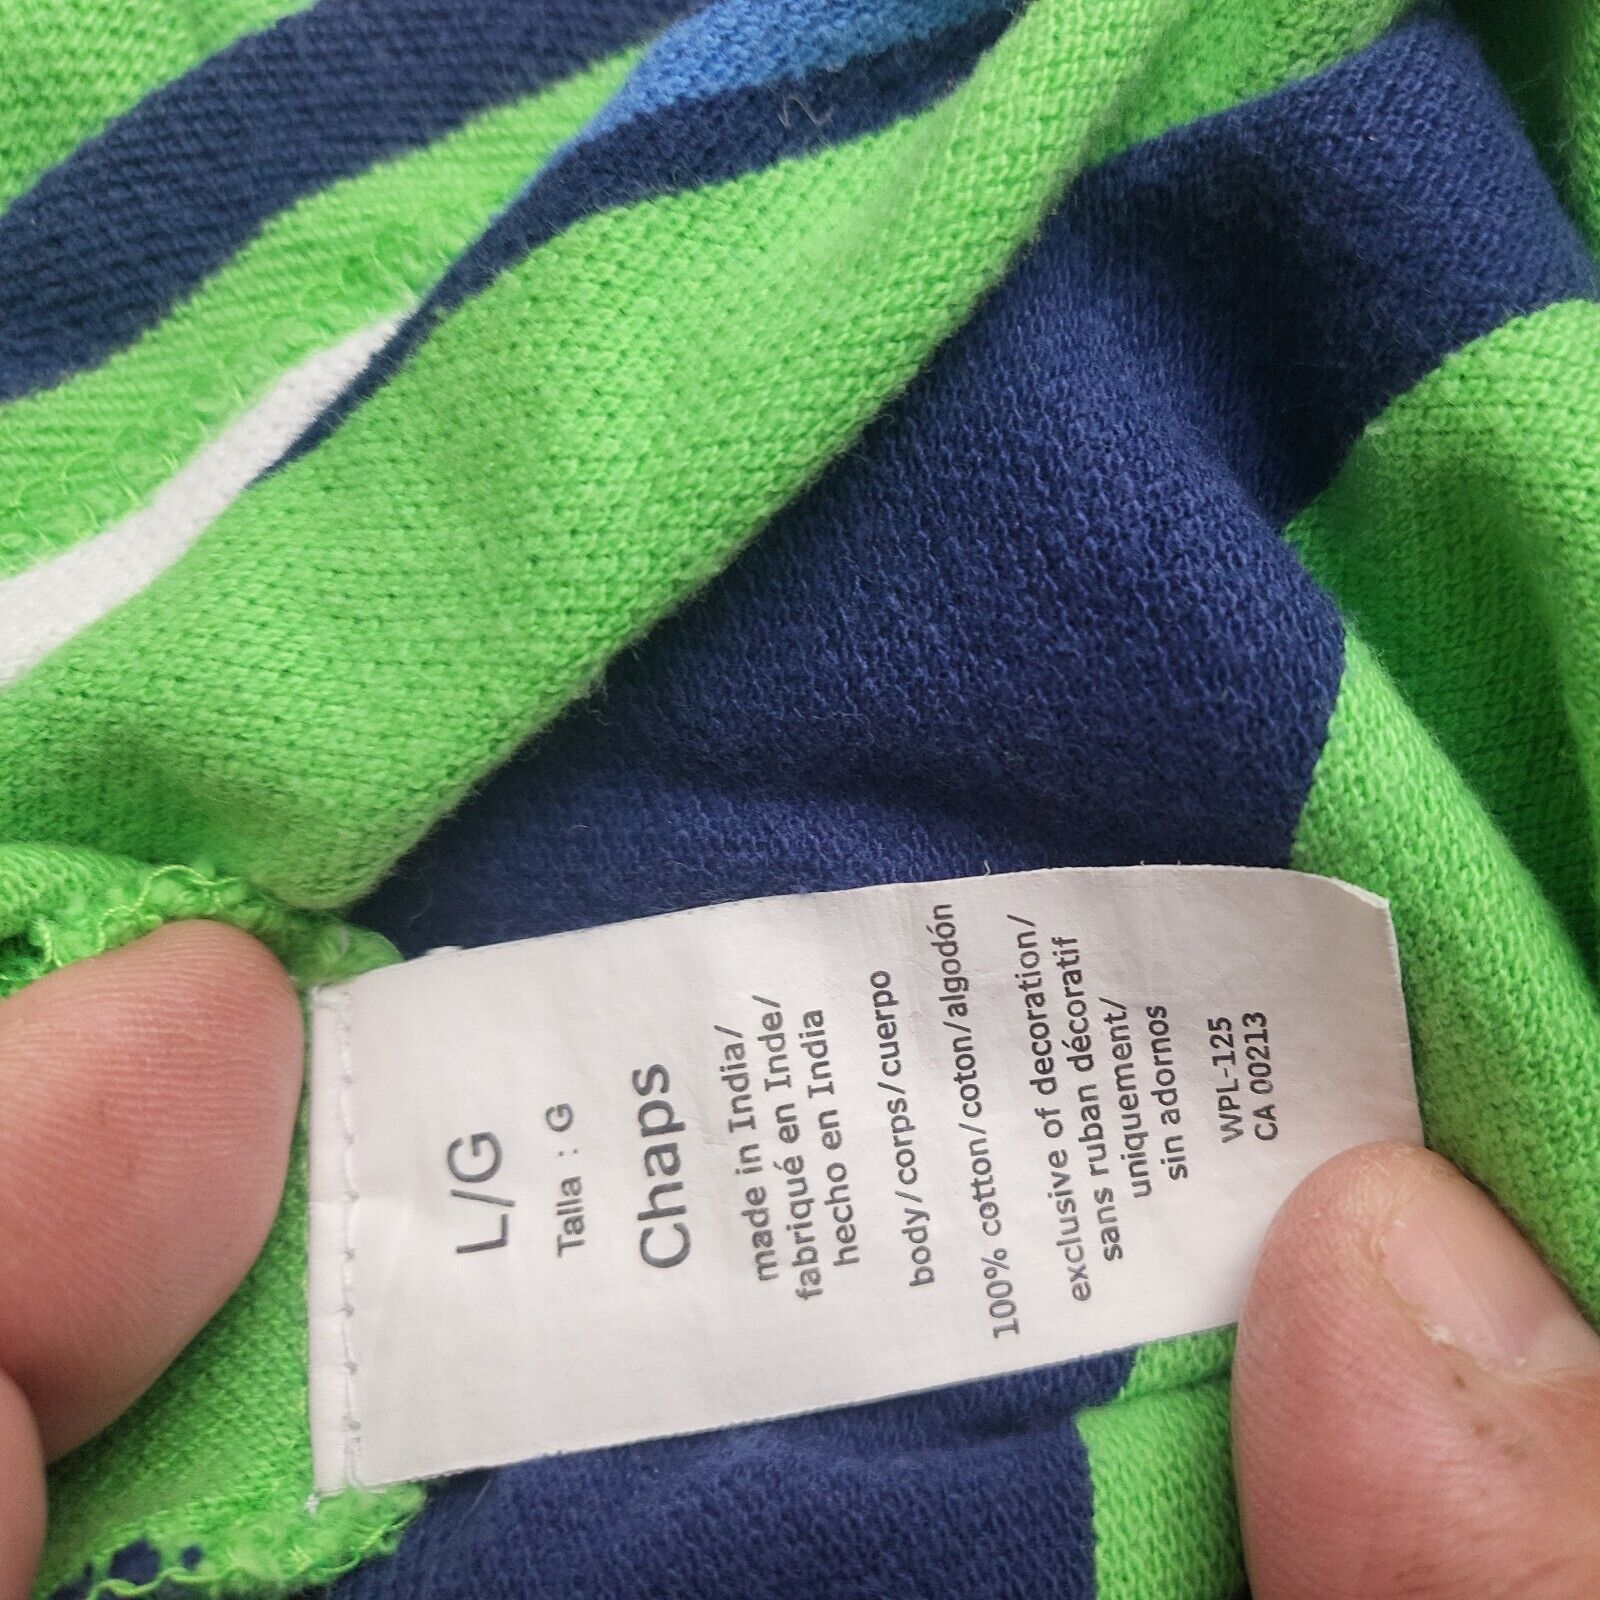 L/G
Talla : G
Chaps
made in India/
fabriqué en Inde/
hecho en India
body/corps/cuerpo
100% cotton/coton/algodón
exclusive of decoration/
sans ruban décoratif
uniquement/
sin adornos
WPL-125
CA 00213